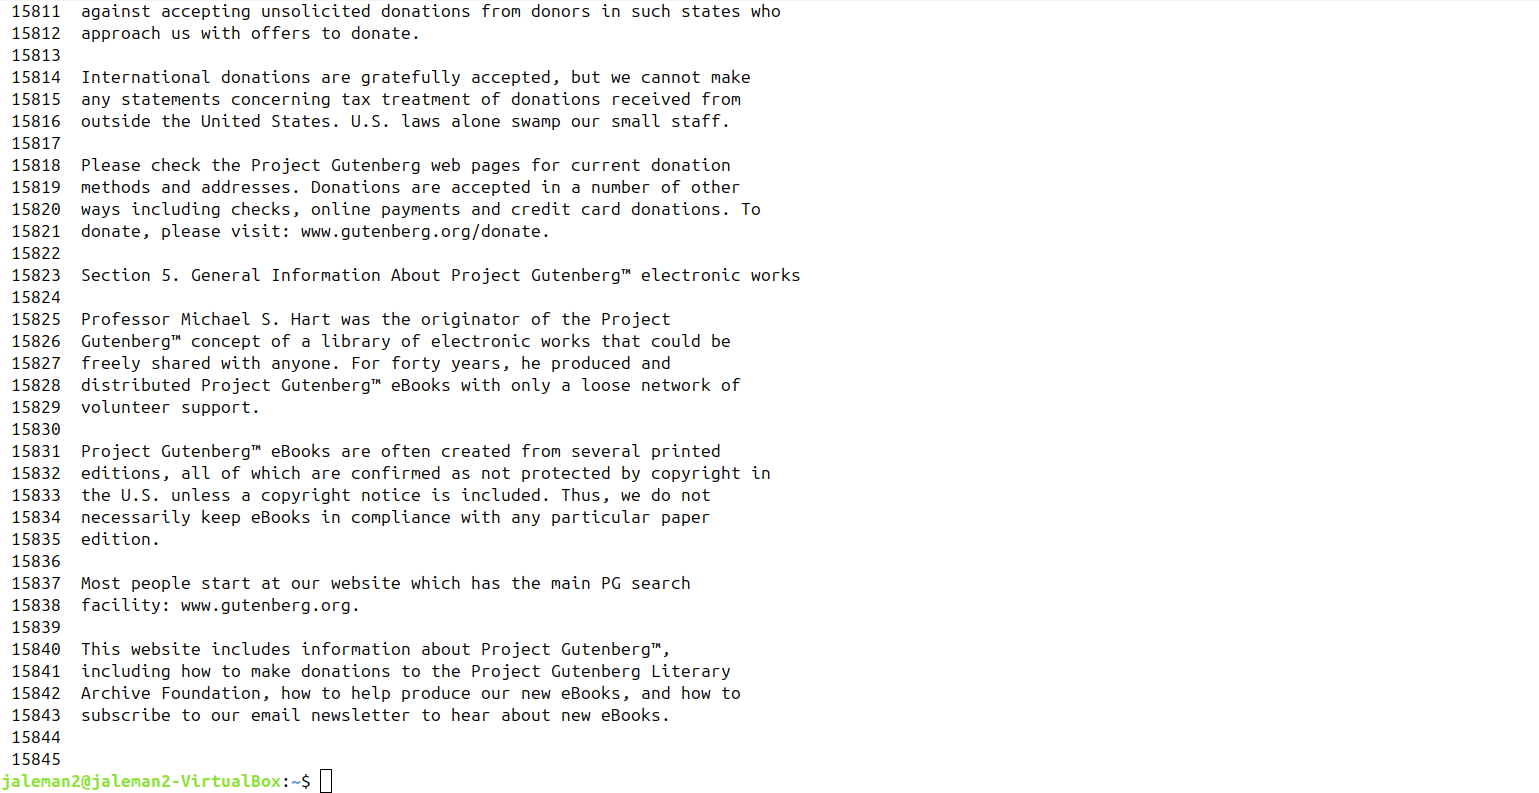 15811 against accepting unsolicited donations from donors in such states who
15812 approach us with offers to donate.
15813
15814 International donations are gratefully accepted, but we cannot make
15815 any statements concerning tax treatment of donations received from
15816 outside the United States. U.S. laws alone swamp our small staff.
15817
15818 Please check the Project Gutenberg web pages for current donation
15819 methods and addresses. Donations are accepted in a number of other
15820 ways including checks, online payments and credit card donations. To
15821 donate, please visit: www.gutenberg.org/donate.
15822
15823 Section 5. General Information About Project Gutenberg™ electronic works
15824
15825 Professor Michael S. Hart was the originator of the Project
15826 Gutenberg™ concept of a library of electronic works that could be
15827 freely shared with anyone. For forty years, he produced and
15828 distributed Project Gutenberg™ eBooks with only a loose network of
15829 volunteer support.
15830
15831 Project Gutenberg™ eBooks are often created from several printed
15832 editions, all of which are confirmed as not protected by copyright in
15833 the U.S. unless a copyright notice is included. Thus, we do not
15834 necessarily keep eBooks in compliance with any particular paper
15835 edition.
15836
15837 Most people start at our website which has the main PG search
15838 facility: www.gutenberg.org.
15839
15840 This website includes information about Project Gutenberg™,
15841 including how to make donations to the Project Gutenberg Literary
15842 Archive Foundation, how to help produce our new eBooks, and how to
15843 subscribe to our email newsletter to hear about new eBooks.
15844
15845
jaleman2@jaleman2-VirtualBox:~$